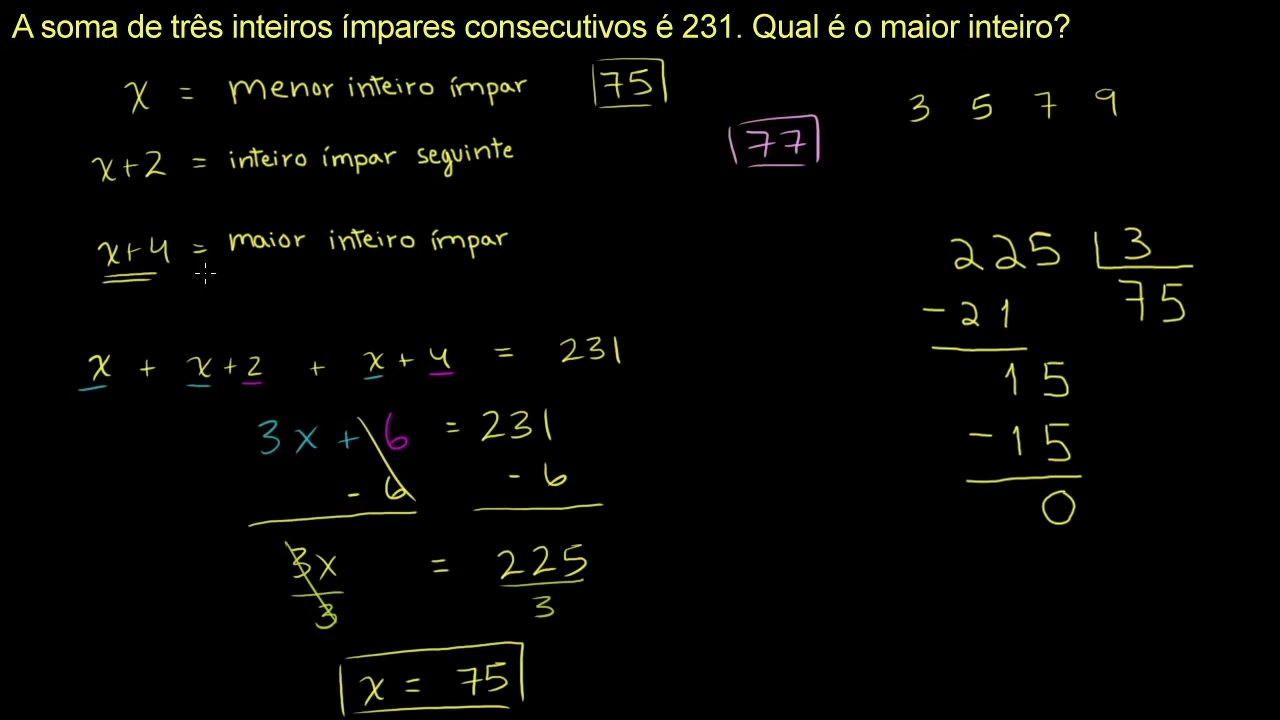 A soma de três inteiros ímpares consecutivos é 231. Qual é o maior inteiro?
x = menor inteiro ímpar 75
x+2 = inteiro ímpar seguinte 77
x+4 = maior inteiro ímpar
x + x+2 + x+4 = 231
3x + 6 = 231
- 6 - 6
3x = 225
3 3
x = 75
3 5 7 9
225 3
-21 75
15
-15
0